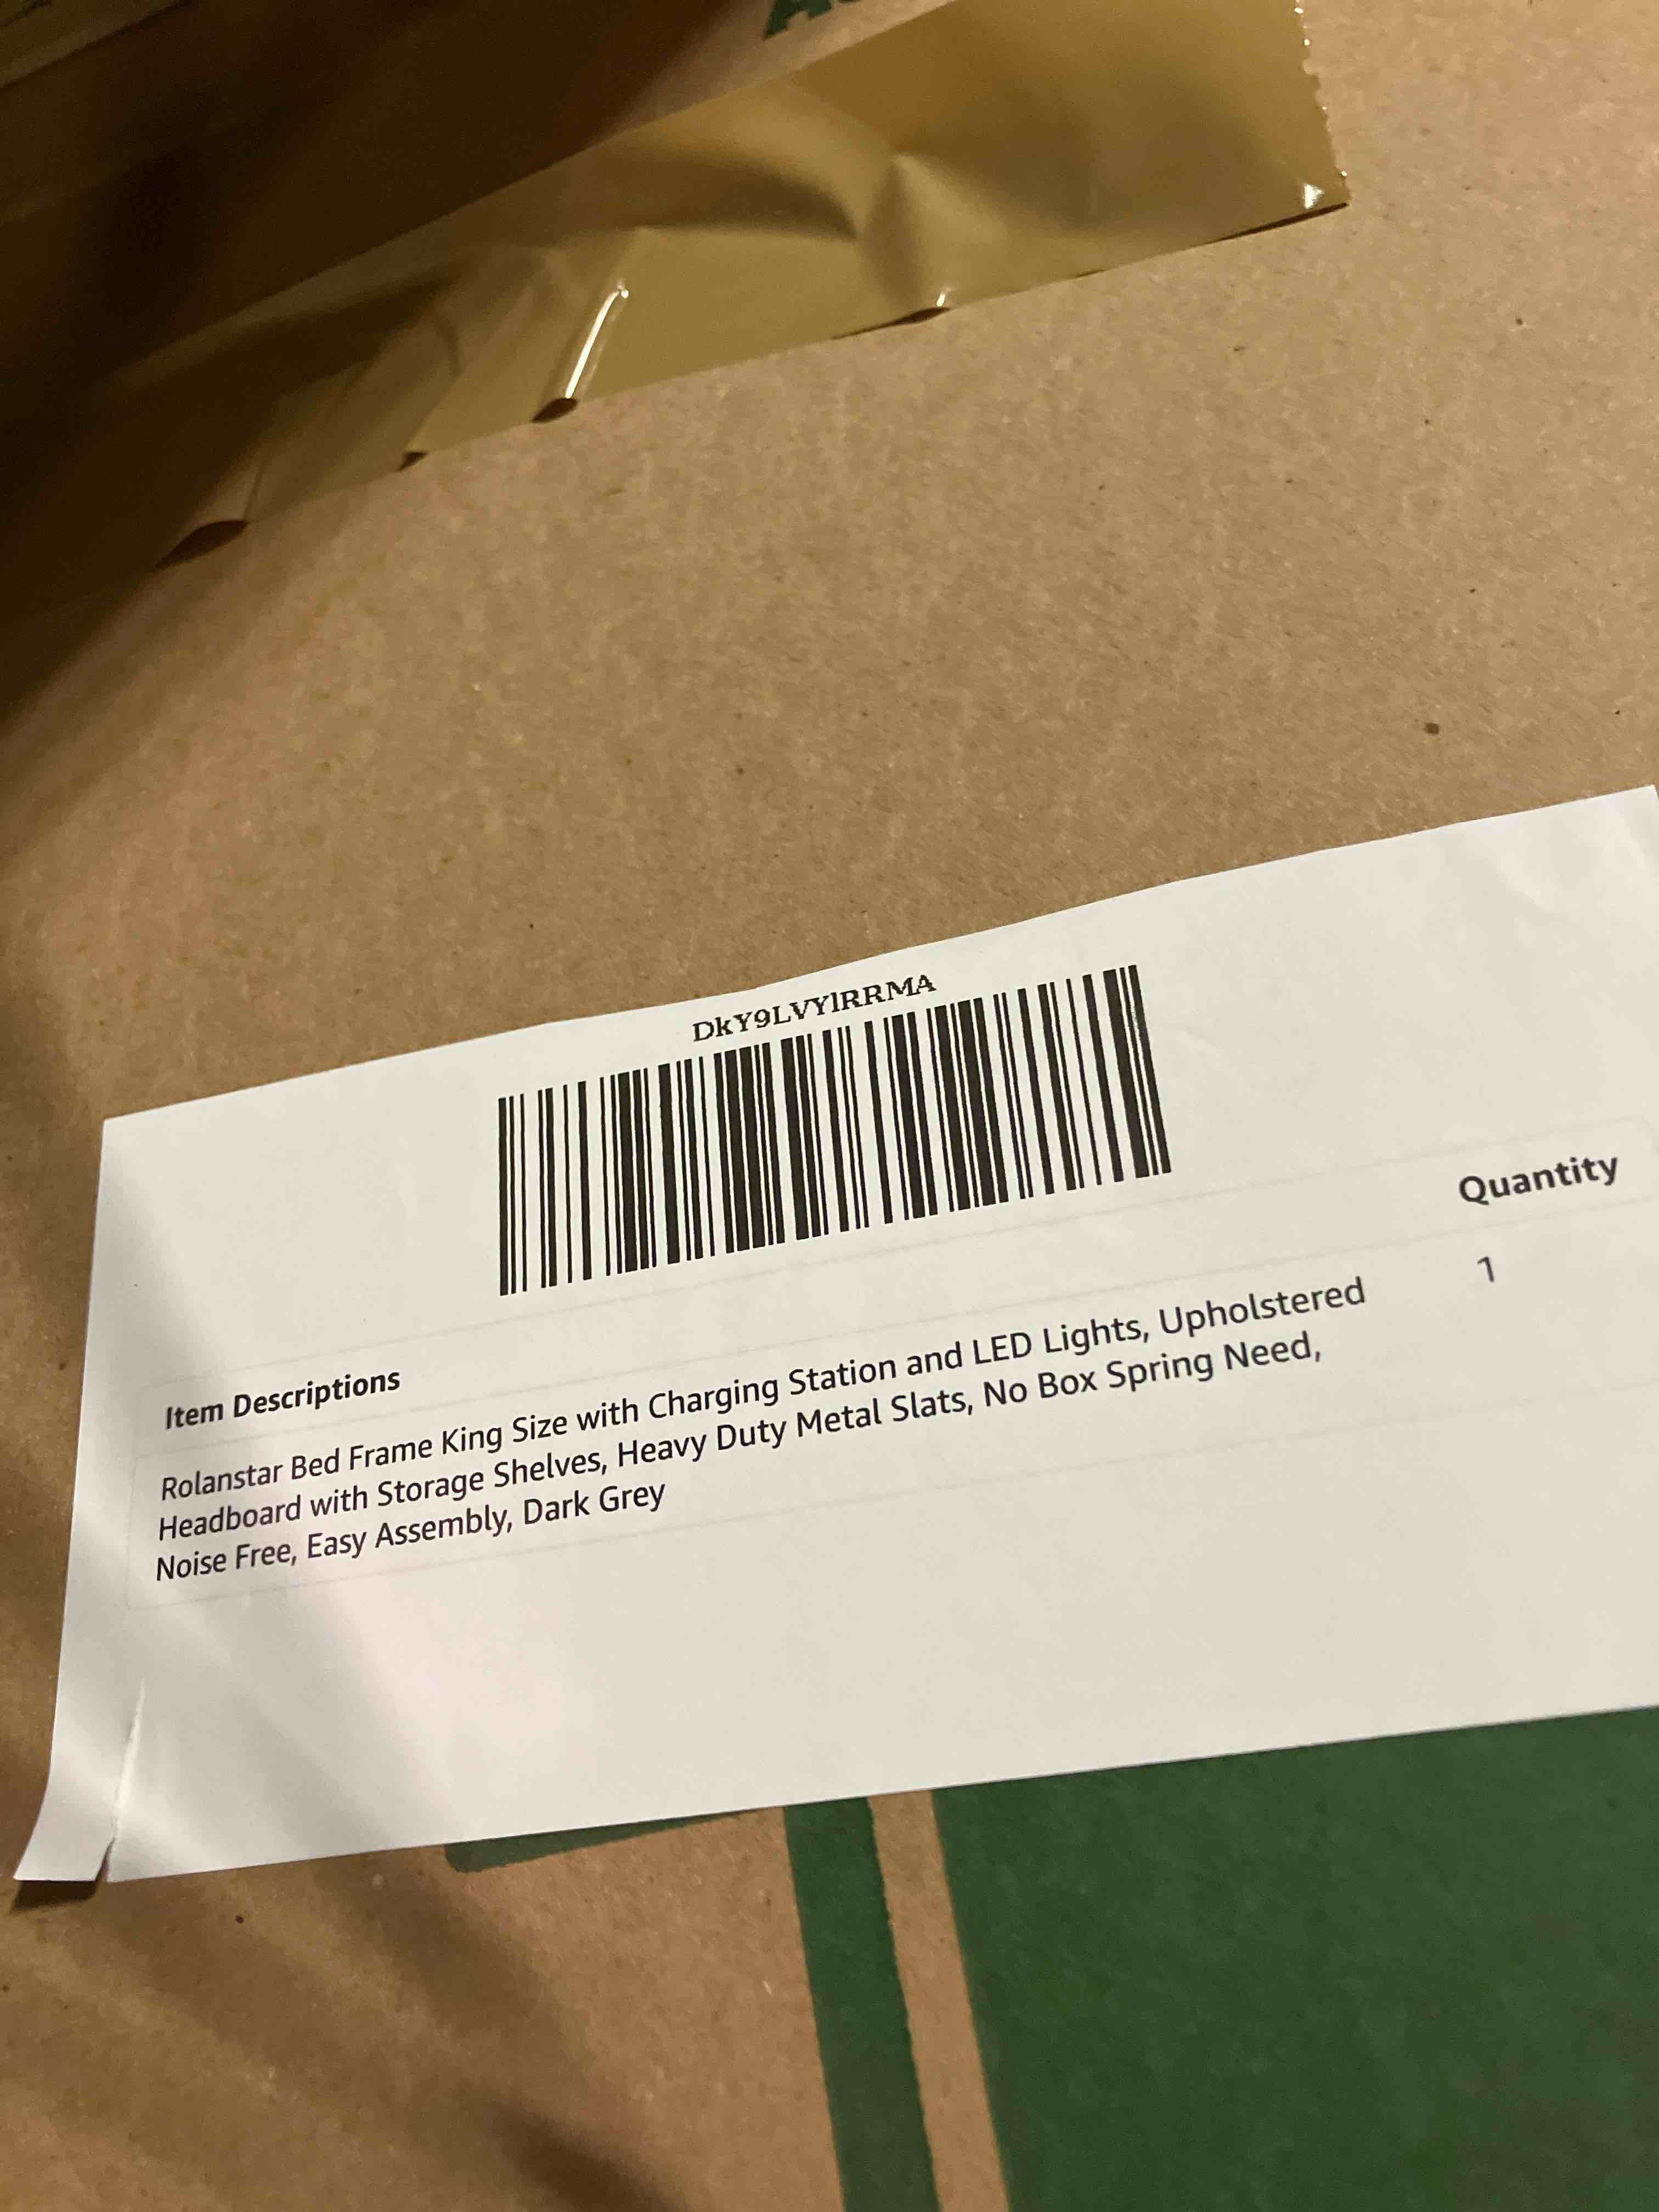 DkY9LVYlRRMA
Item Descriptions
Quantity
Rolanstar Bed Frame King Size with Charging Station and LED Lights, Upholstered
1
Headboard with Storage Shelves, Heavy Duty Metal Slats, No Box Spring Need,
Noise Free, Easy Assembly, Dark Grey